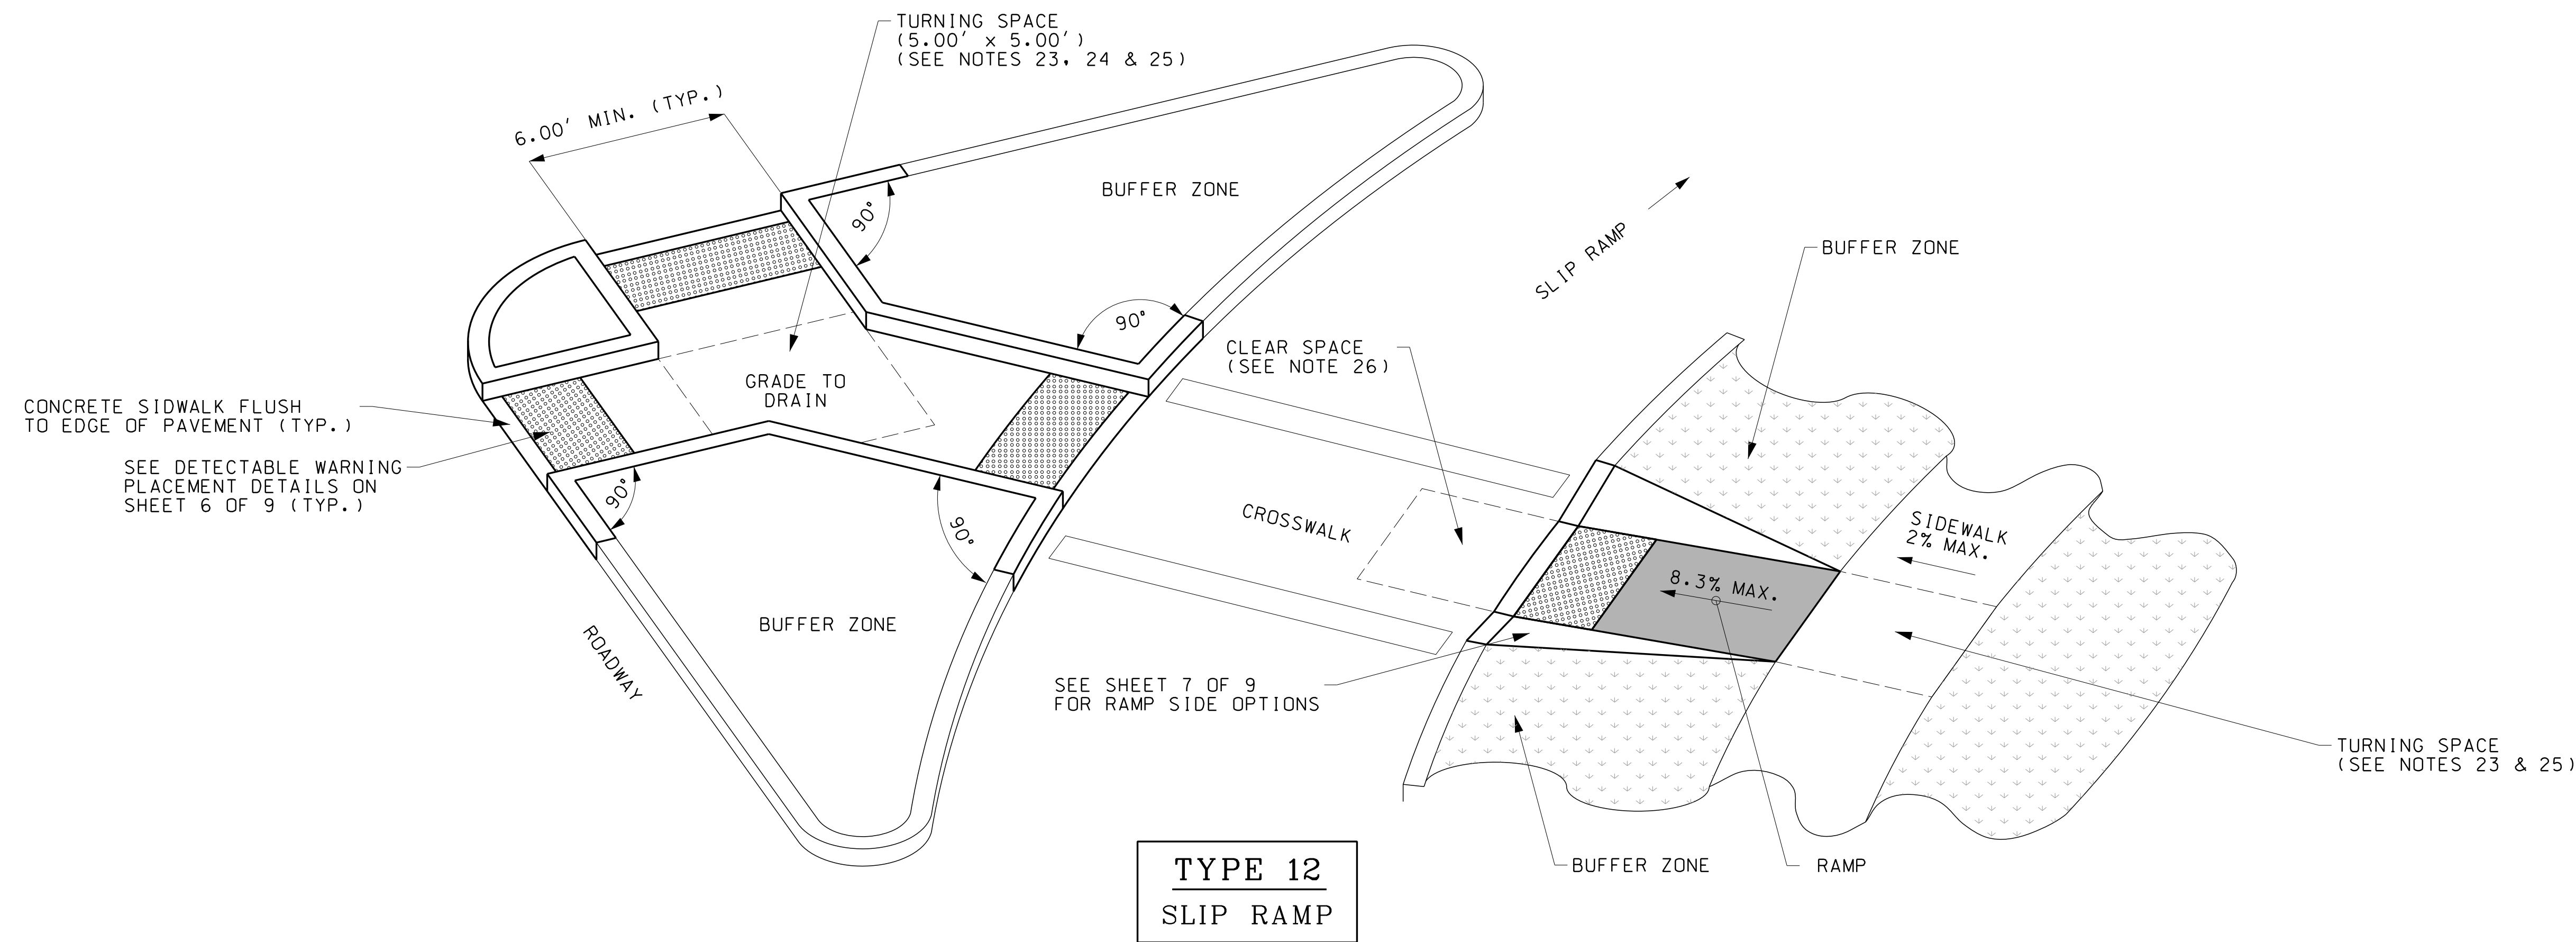 TURNING SPACE
(5.00' x 5.00')
(SEE NOTES 23, 24 & 25)
6.00' MIN. (TYP.)
90°
BUFFER ZONE
SLIP RAMP
BUFFER ZONE
90°
CLEAR SPACE
(SEE NOTE 26)
GRADE TO
DRAIN
CONCRETE SIDWALK FLUSH
TO EDGE OF PAVEMENT (TYP.)
SEE DETECTABLE WARNING
PLACEMENT DETAILS ON
SHEET 6 OF 9 (TYP.)
90°
90°
CROSSWALK
SIDEWALK
2% MAX.
8.3% MAX.
BUFFER ZONE
ROADWAY
SEE SHEET 7 OF 9
FOR RAMP SIDE OPTIONS
TURNING SPACE
(SEE NOTES 23 & 25)
BUFFER ZONE
RAMP
TYPE 12
SLIP RAMP